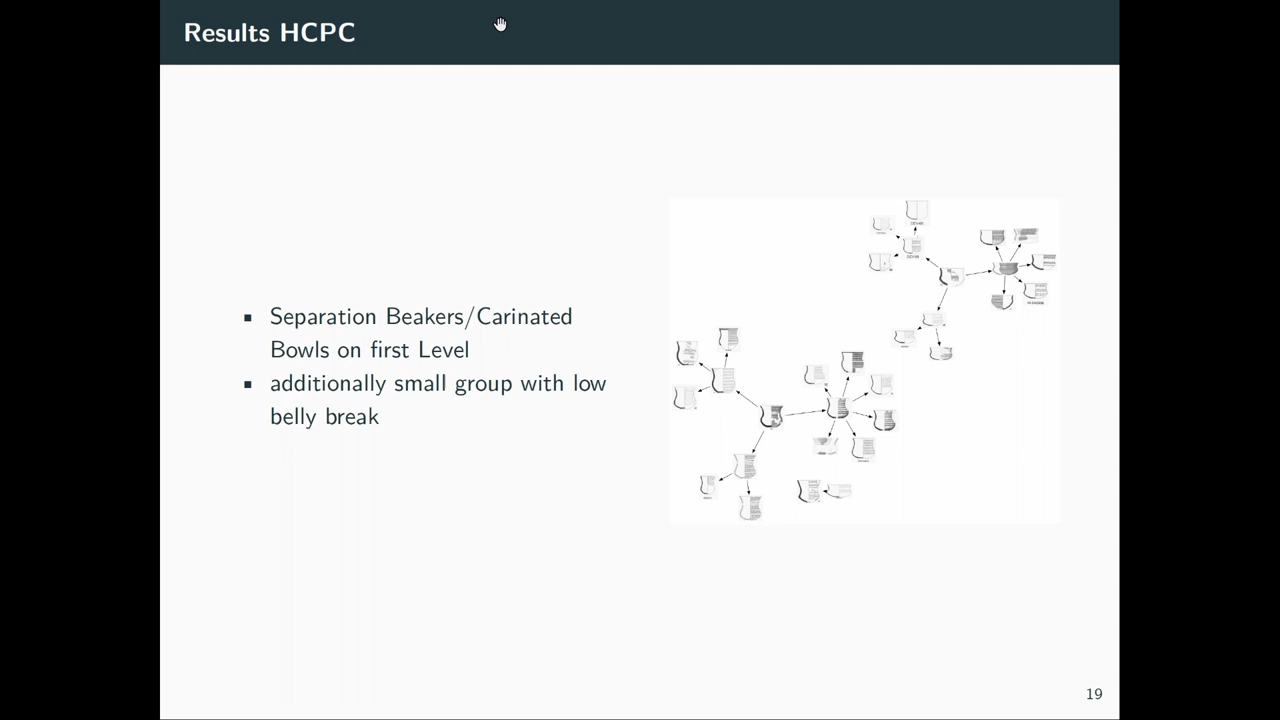 Results HCPC
▪ Separation Beakers/Carinated
Bowls on first Level
▪ additionally small group with low
belly break
19